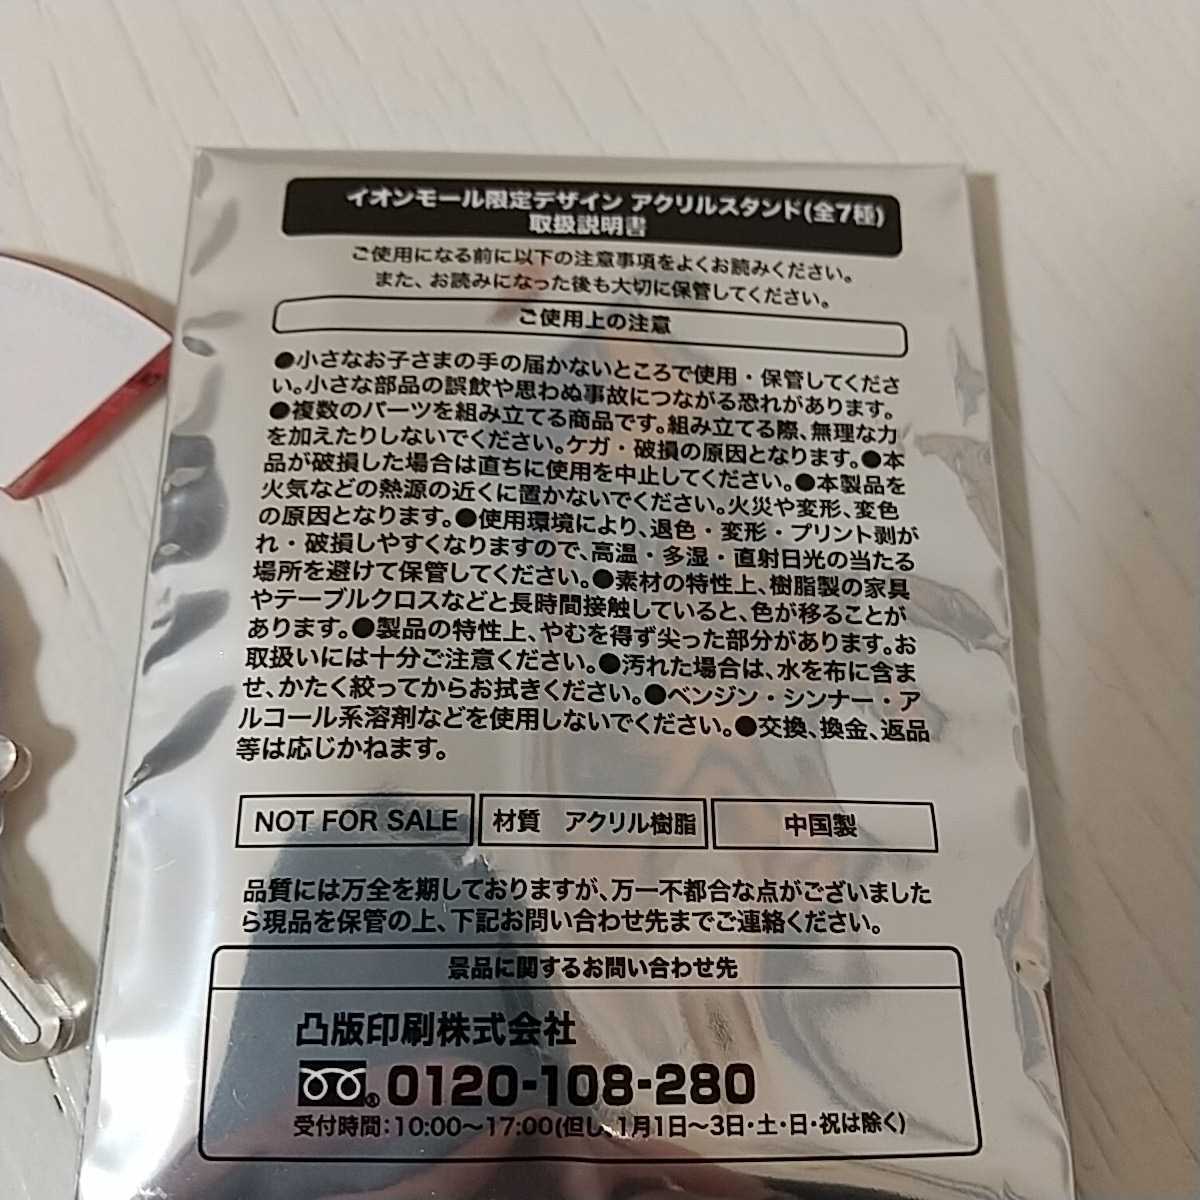 イオンモール限定デザイン アクリルスタンド(全7種)
取扱説明書
ご使用になる前に以下の注意事項をよくお読みください。
また、お読みになった後も大切に保管してください。
ご使用上の注意
●小さなお子さまの手の届かないところで使用・保管してくださ
い。小さな部品の誤飲や思わぬ事故につながる恐れがあります。
●複数のパーツを組み立てる商品です。組み立てる際、無理な力
を加えたりしないでください。ケガ・破損の原因となります。●本
品が破損した場合は直ちに使用を中止してください。●本製品を
火気などの熱源の近くに置かないでください。火災や変形、変色
の原因となります。●使用環境により、退色・変形・プリント剥が
れ・破損しやすくなりますので、高温・多湿・直射日光の当たる
場所を避けて保管してください。●素材の特性上、樹脂製の家具
やテーブルクロスなどと長時間接触していると、色が移ることが
あります。●製品の特性上、やむを得ず尖った部分があります。お
取扱いには十分ご注意ください。●汚れた場合は、水を布に含ま
せ、かたく絞ってからお拭きください。●ベンジン・シンナー・ア
ルコール系溶剤などを使用しないでください。●交換、換金、返品
等は応じかねます。
NOT FOR SALE 材質 アクリル樹脂 中国製
品質には万全を期しておりますが、万一不都合な点がございました
ら現品を保管の上、下記お問い合わせ先までご連絡ください。
景品に関するお問い合わせ先
凸版印刷株式会社
® 0120-108-280
受付時間:10:00〜17:00(但し、1月1日〜3日・土・日・祝は除く)